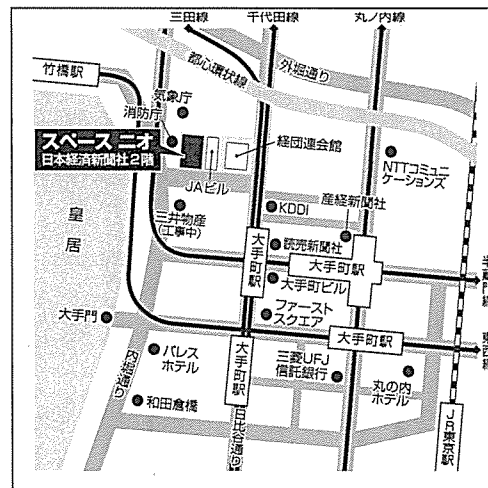 三田線
千代田線
丸ノ内線
外堀通り
都心環状線
竹橋駅
気象庁
消防庁
スペース ニオ
日本経済新聞社2階
経団連会館
JAビル
NTTコミュニ
ケーションズ
皇居
三井物産
(工事中)
KDDI
産経新聞社
読売新聞社
大手町駅
大手町駅
半蔵門線
大手町ビル
大手門
ファースト
スクエア
大手町駅
東西線
内堀通り
パレス
ホテル
大手町駅
三菱UFJ
信託銀行
丸の内
ホテル
和田倉橋
日比谷通り
JR東京駅